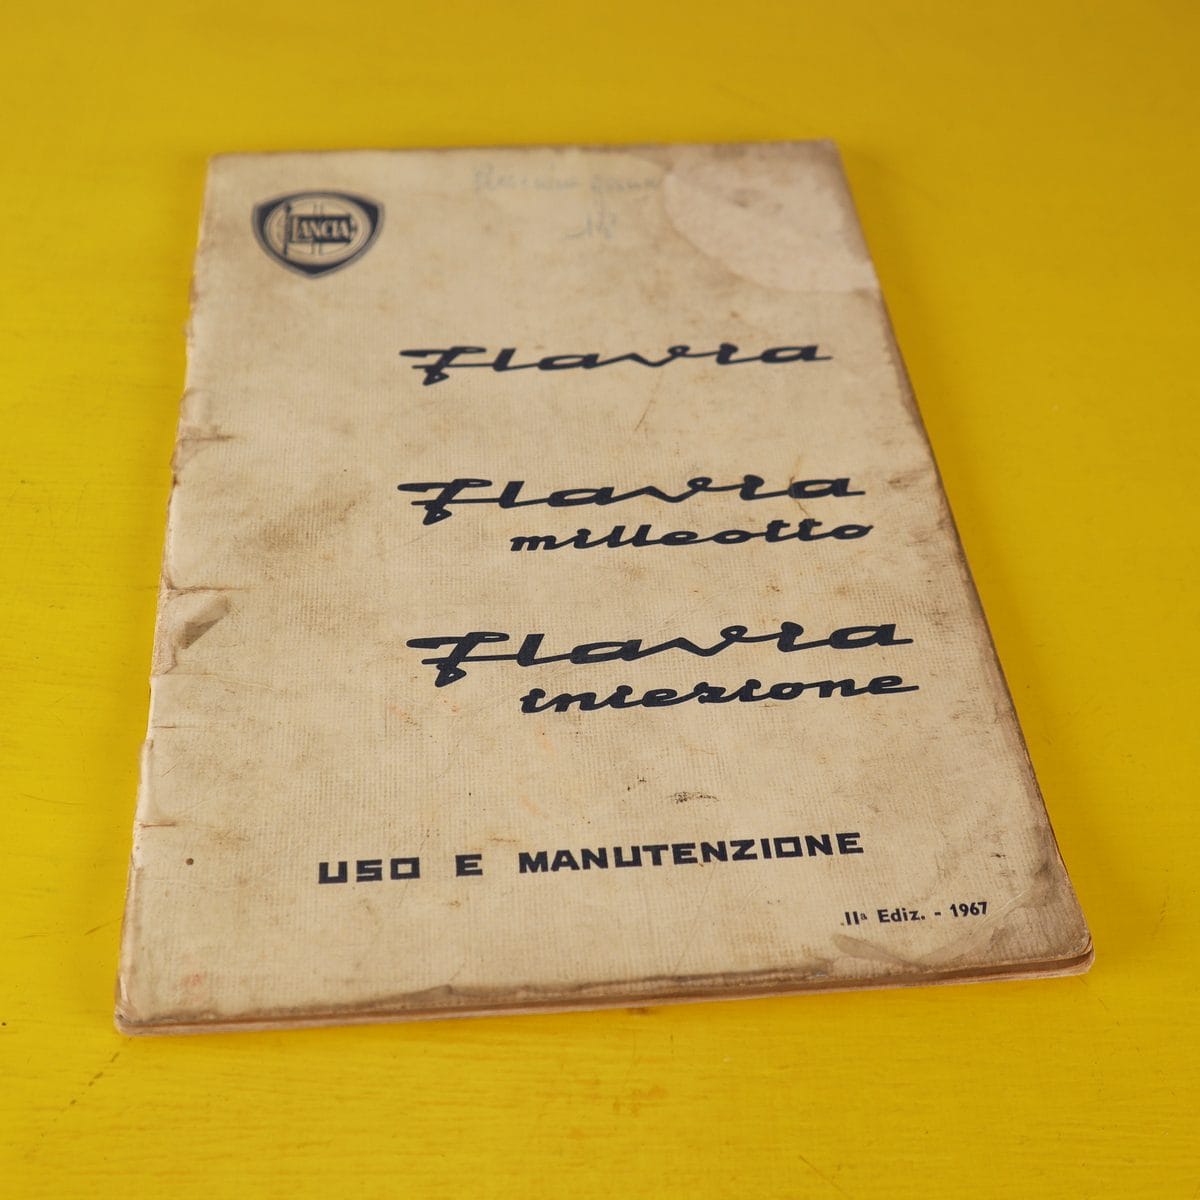 LANCIA
Flavia
Flavia
milleotto
Flavia
iniezione
USO E MANUTENZIONE
IIª Ediz. - 1967